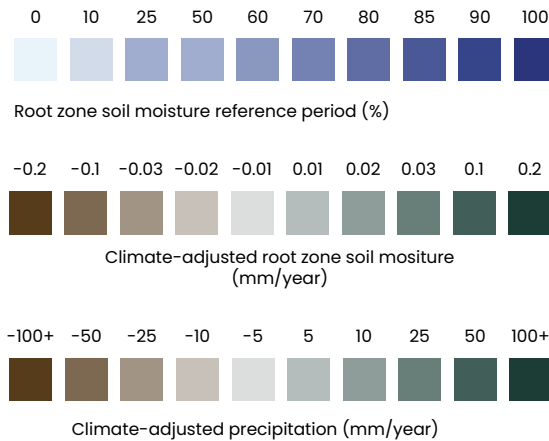 0 10 25 50 60 70 80 85 90 100
Root zone soil moisture reference period (%)
-0.2 -0.1 -0.03 -0.02 -0.01 0.01 0.02 0.03 0.1 0.2
Climate-adjusted root zone soil mositure
(mm/year)
-100+ -50 -25 -10 -5 5 10 25 50 100+
Climate-adjusted precipitation (mm/year)